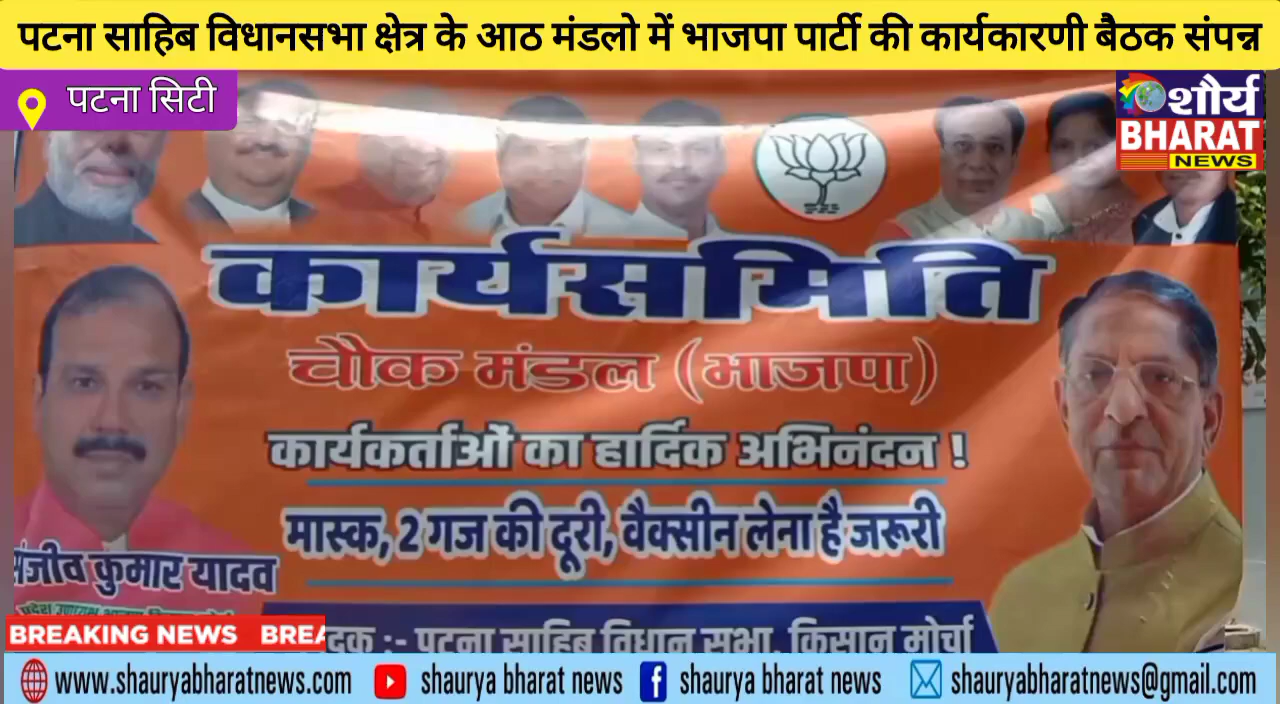 पटना साहिब विधानसभा क्षेत्र के आठ मंडलो में भाजपा पार्टी की कार्यकारणी बैठक संपन्न
पटना सिटी
शौर्य
BHARAT
NEWS
कार्यसमिति
चौक मंडल (भाजपा)
कार्यकर्ताओं का हार्दिक अभिनंदन !
मास्क, 2 गज की दूरी, वैक्सीन लेना है जरूरी
कुमार यादव
:- पटना साहिब विधान सभा, किसान मोर्चा
BREAKING NEWS BREA
www.shauryabharatnews.com shaurya bharat news shaurya bharat news shauryabharatnews@gmail.com